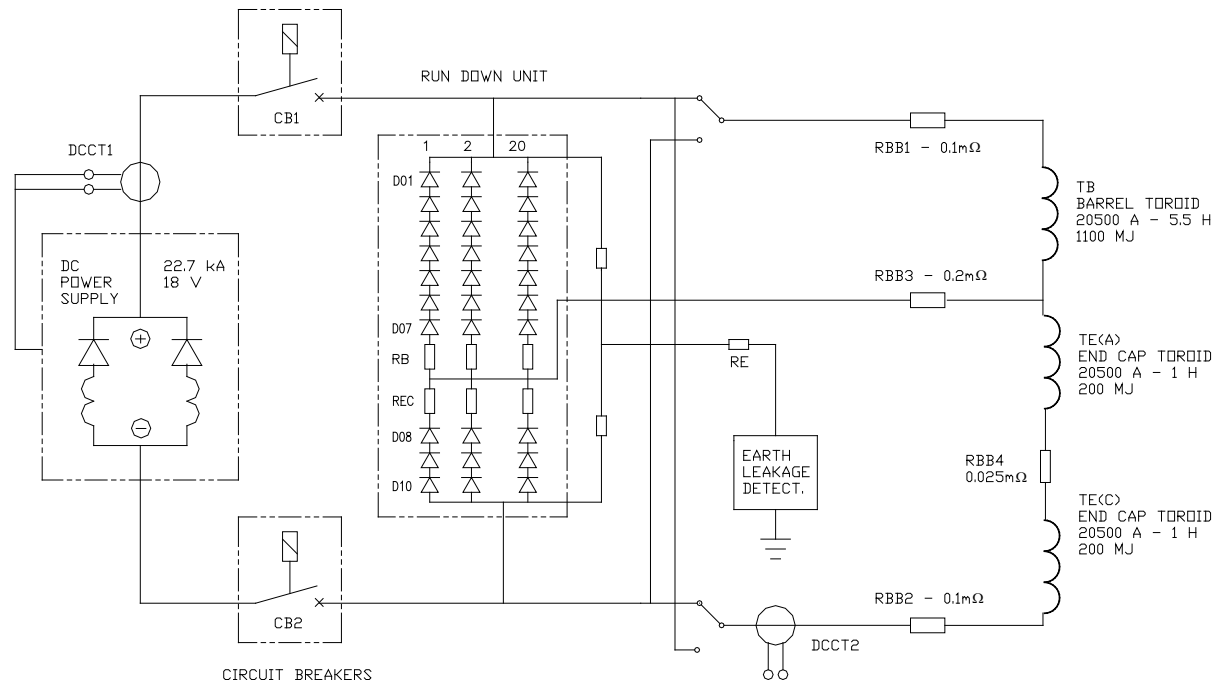 RUN DOWN UNIT
CB1
DCCT1
1 2 20
RBB1 - 0.1mΩ
D01
TB
BARREL TOROID
20500 A - 5.5 H
1100 MJ
DC
POWER
SUPPLY
22.7 kA
18 V
RBB3 - 0.2mΩ
D07
RB
RE
REC
TE(A)
END CAP TOROID
20500 A - 1 H
200 MJ
+
-
D08
D10
EARTH
LEAKAGE
DETECT.
RBB4
0.025mΩ
TE(C)
END CAP TOROID
20500 A - 1 H
200 MJ
CB2
RBB2 - 0.1mΩ
DCCT2
CIRCUIT BREAKERS